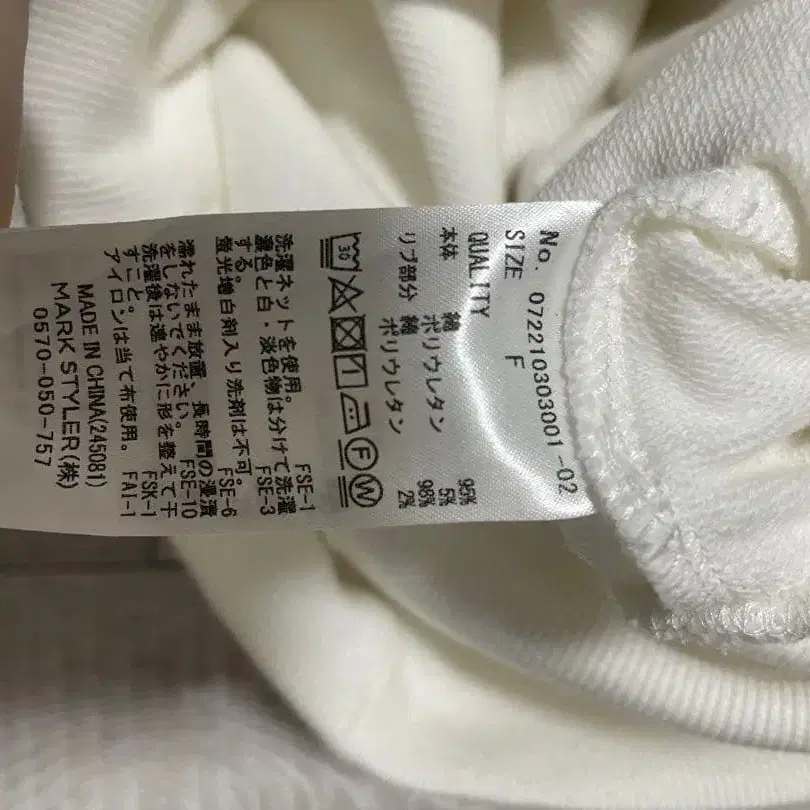 No. 072210303001-02
SIZE F
QUALITY
本体 綿 95%
ポリウレタン 5%
リブ部分 綿 98%
ポリウレタン 2%
30
FW
洗濯ネットを使用。 FSE-1
濃色と白・淡色物は分けて洗濯
する。 FSE-3
蛍光増白剤入り洗剤は不可。
FSE-6
濡れたまま放置、長時間の浸漬
をしないでください。 FSE-10
洗濯後は速やかに形を整えて干
すこと。 FSK-1
アイロンは当て布使用。 FAI-1
MADE IN CHINA(245081)
MARK STYLER(株)
0570-050-757